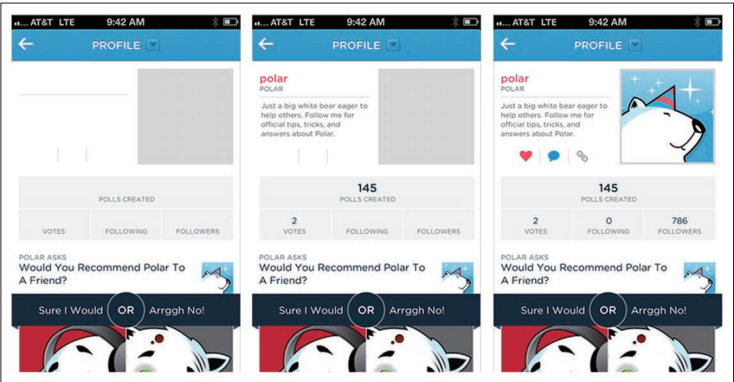 AT&T LTE 9:42 AM
PROFILE
POLLS CREATED
VOTES FOLLOWING FOLLOWERS
POLAR ASKS
Would You Recommend Polar To
A Friend?
Sure I Would OR Arrggh No!
AT&T LTE 9:42 AM
PROFILE
polar
POLAR
Just a big white bear eager to
help others. Follow me for
official tips, tricks, and
answers about Polar.
145
POLLS CREATED
2
VOTES FOLLOWING FOLLOWERS
POLAR ASKS
Would You Recommend Polar To
A Friend?
Sure I Would OR Arrggh No!
AT&T LTE 9:42 AM
PROFILE
polar
POLAR
Just a big white bear eager to
help others. Follow me for
official tips, tricks, and
answers about Polar.
145
POLLS CREATED
2 0 786
VOTES FOLLOWING FOLLOWERS
POLAR ASKS
Would You Recommend Polar To
A Friend?
Sure I Would OR Arrggh No!